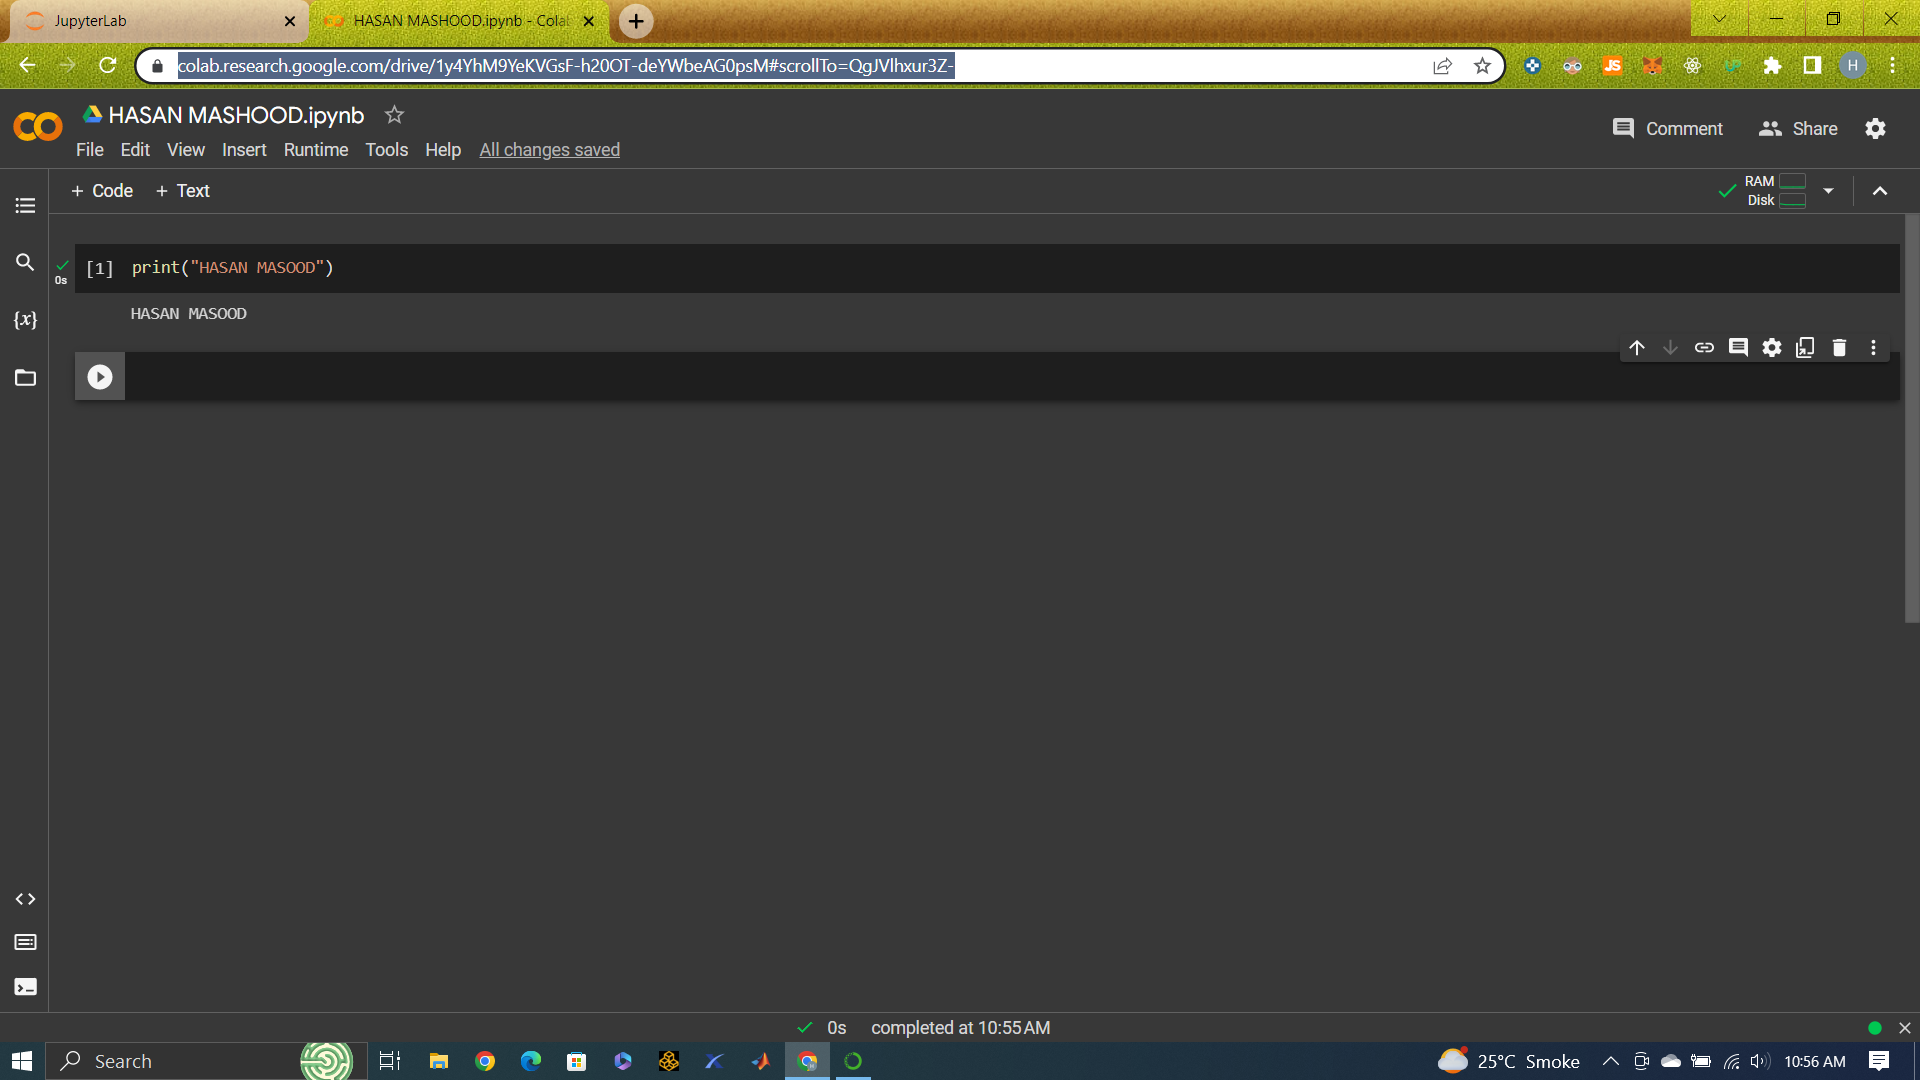 JupyterLab
HASAN MASHOOD.ipynb - Colab
colab.research.google.com/drive/1y4YhM9YeKVGsF-h20OT-deYWbeAG0psM#scrollTo=QgJVlhxur3Z-
JS
H
HASAN MASHOOD.ipynb
Comment
Share
File Edit View Insert Runtime Tools Help All changes saved
+ Code + Text
RAM
Disk
{x}
0s
[1] print("HASAN MASOOD")
HASAN MASOOD
0s completed at 10:55 AM
Search
25°C Smoke
10:56 AM